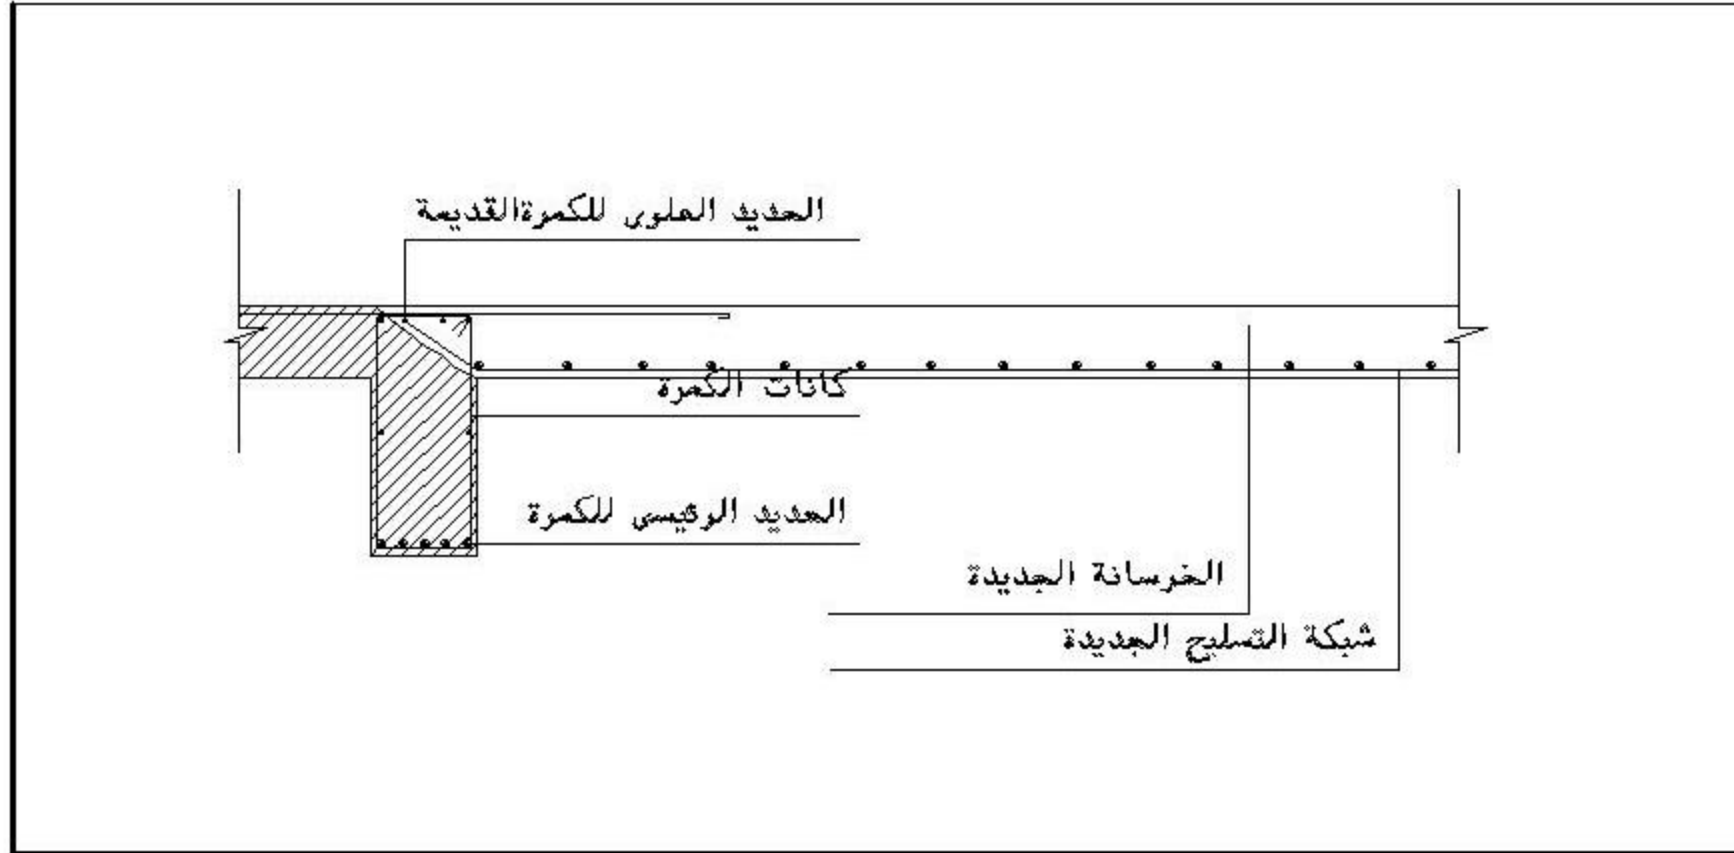 الحديد العلوى للكمرةالقديمة
كانات الكمرة
الحديد الرئيسى للكمرة
الخرسانة الجديدة
شبكة التسليح الجديدة